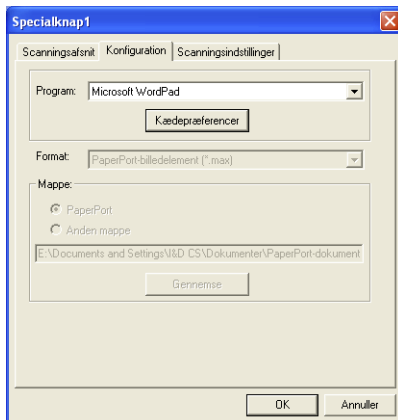 Specialknap1
Scanningsafsnit Konfiguration Scanningsindstillinger
Program: Microsoft WordPad
Kædepræferencer
Format: PaperPort-billedelement (*.max)
Mappe:
PaperPort
Anden mappe
E:\Documents and Settings\I&D CS\Dokumenter\PaperPort-dokument
Gennemse
OK Annuller